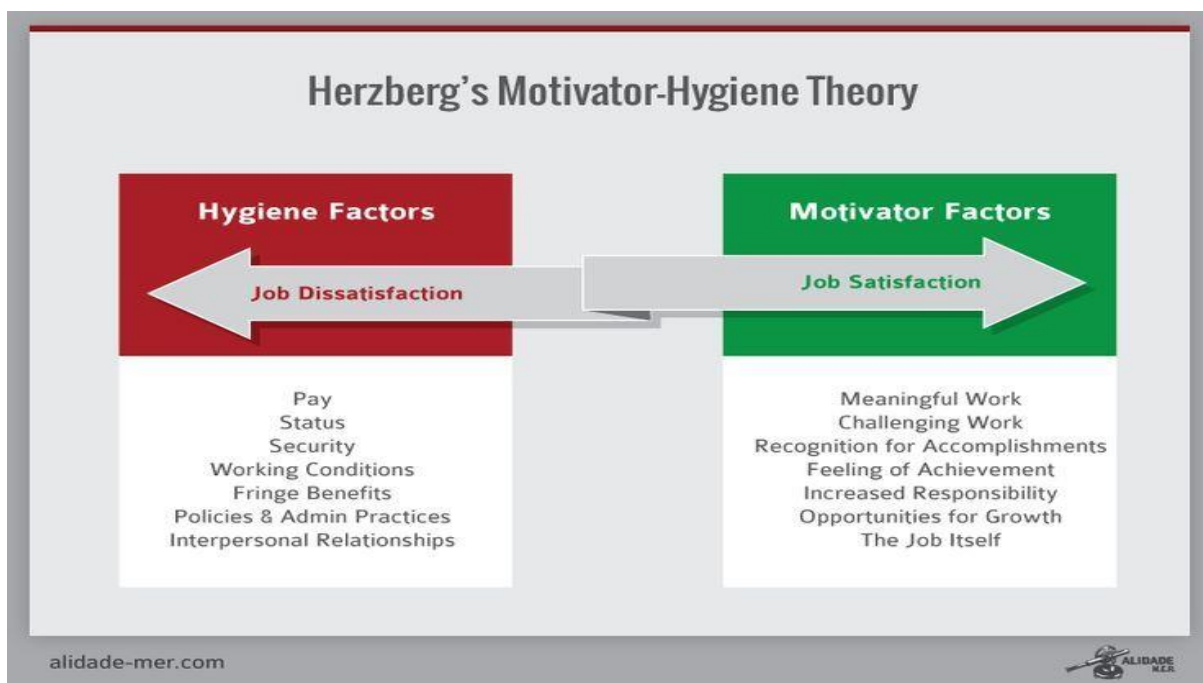 Herzberg's Motivator-Hygiene Theory
Hygiene Factors
Job Dissatisfaction
Pay
Status
Security
Working Conditions
Fringe Benefits
Policies & Admin Practices
Interpersonal Relationships
Motivator Factors
Job Satisfaction
Meaningful Work
Challenging Work
Recognition for Accomplishments
Feeling of Achievement
Increased Responsibility
Opportunities for Growth
The Job Itself
alidade-mer.com
ALIDADE
M.E.R.